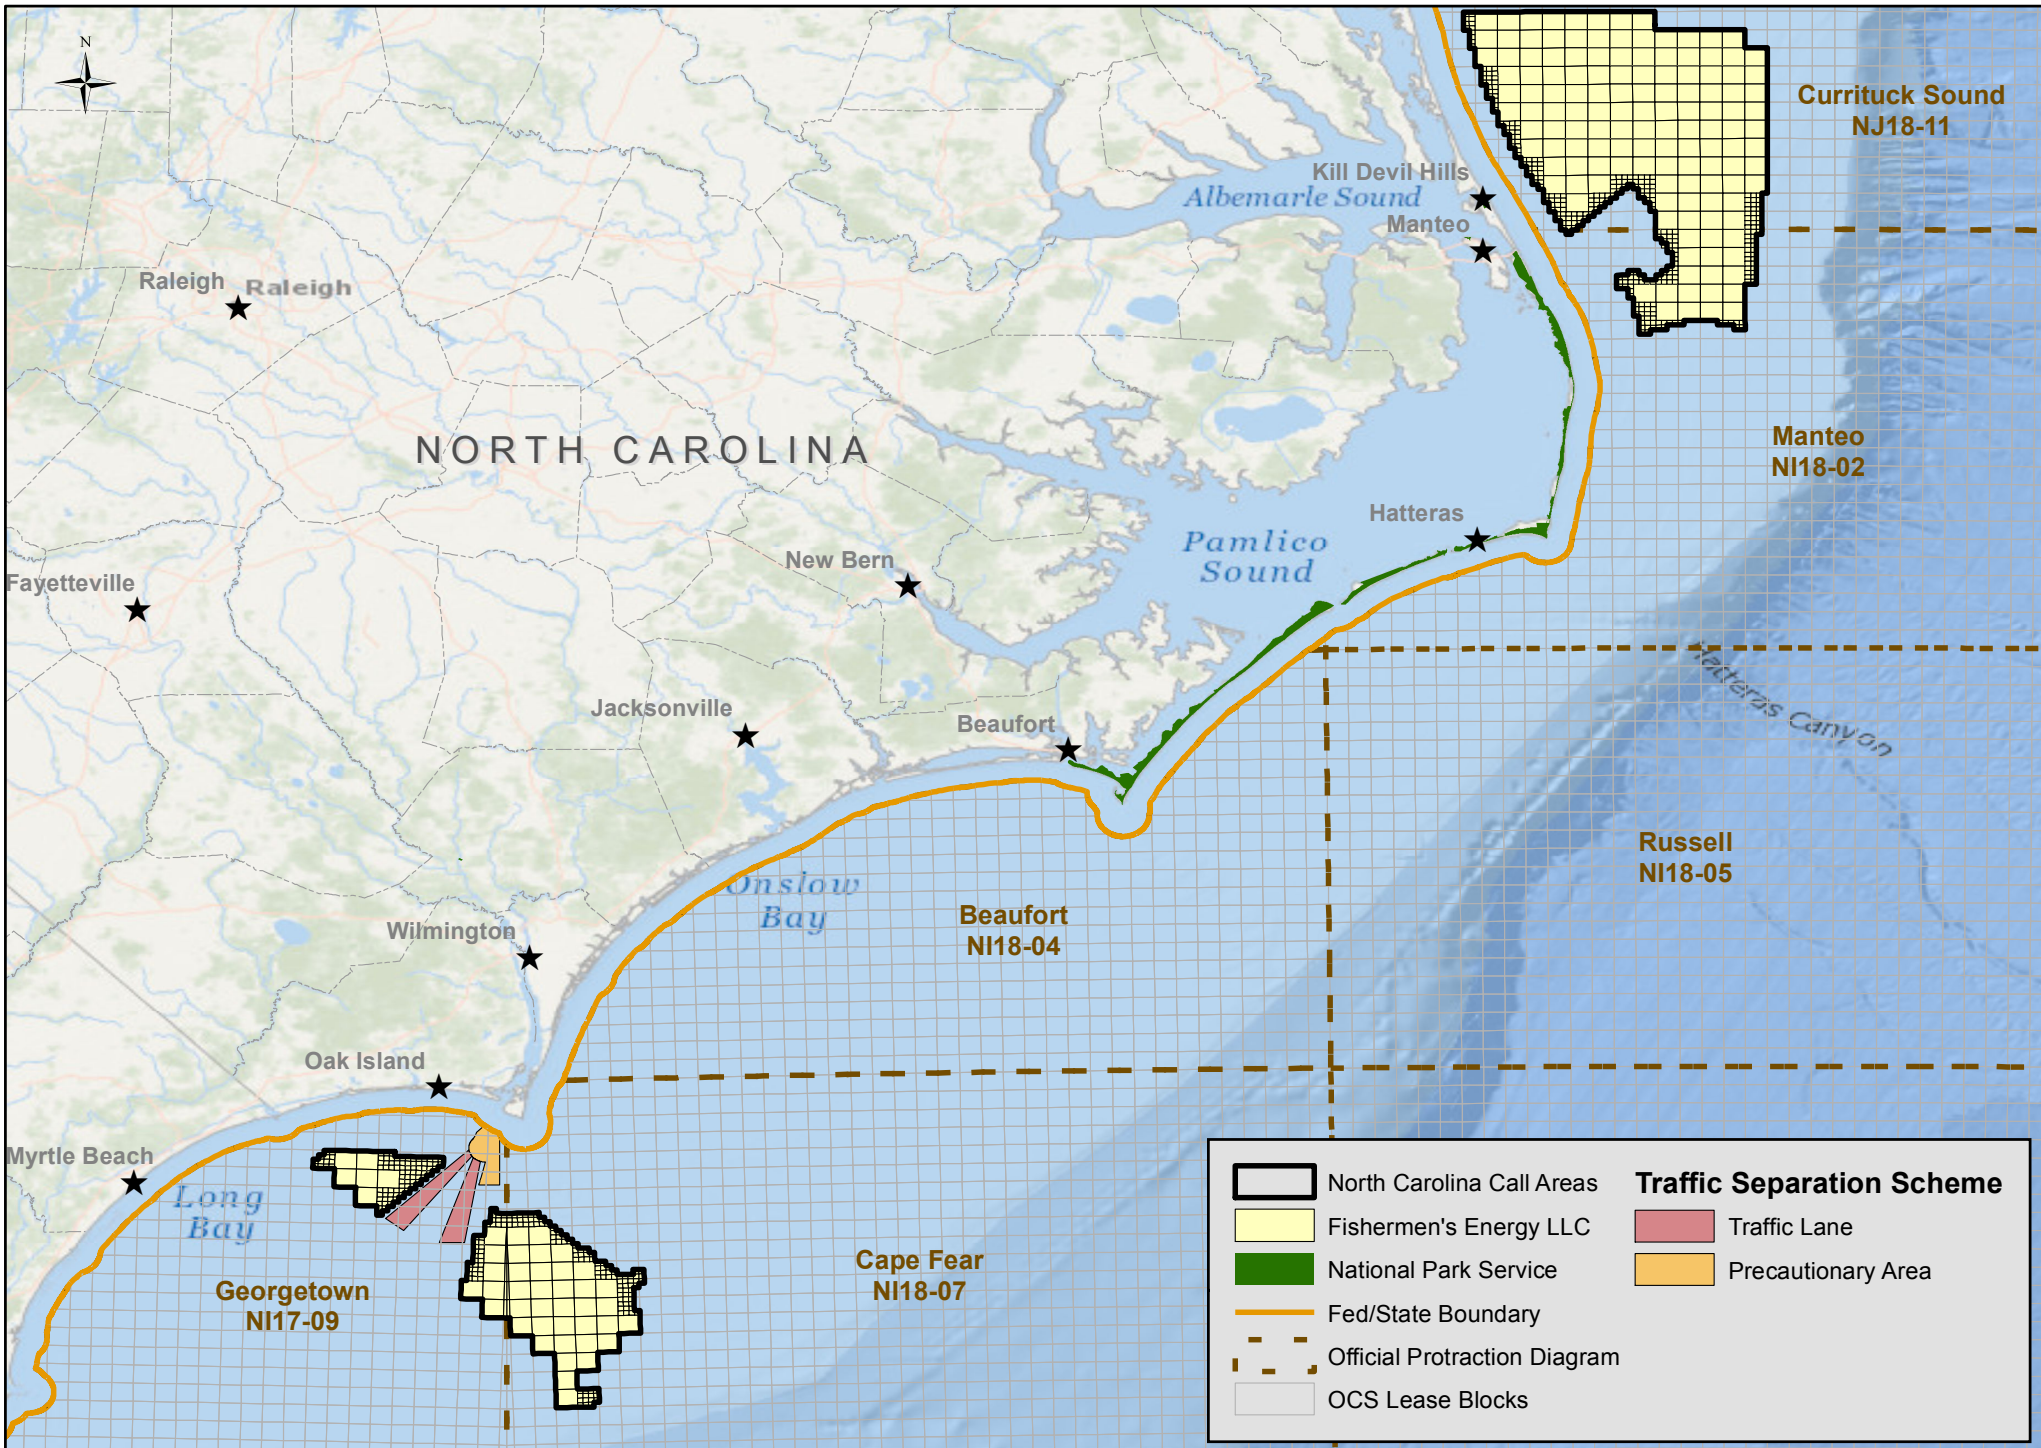 N
Currituck Sound
NJ18-11
Kill Devil Hills
Albemarle Sound
Manteo
Raleigh
Raleigh
NORTH CAROLINA
Manteo
NI18-02
Hatteras
Pamlico
Sound
New Bern
Fayetteville
Hatteras Canyon
Jacksonville
Beaufort
Russell
NI18-05
Onslow
Bay
Beaufort
NI18-04
Wilmington
Oak Island
Myrtle Beach
Long
Bay
Georgetown
NI17-09
Cape Fear
NI18-07
North Carolina Call Areas
Fishermen's Energy LLC
National Park Service
Fed/State Boundary
Official Protraction Diagram
OCS Lease Blocks
Traffic Separation Scheme
Traffic Lane
Precautionary Area